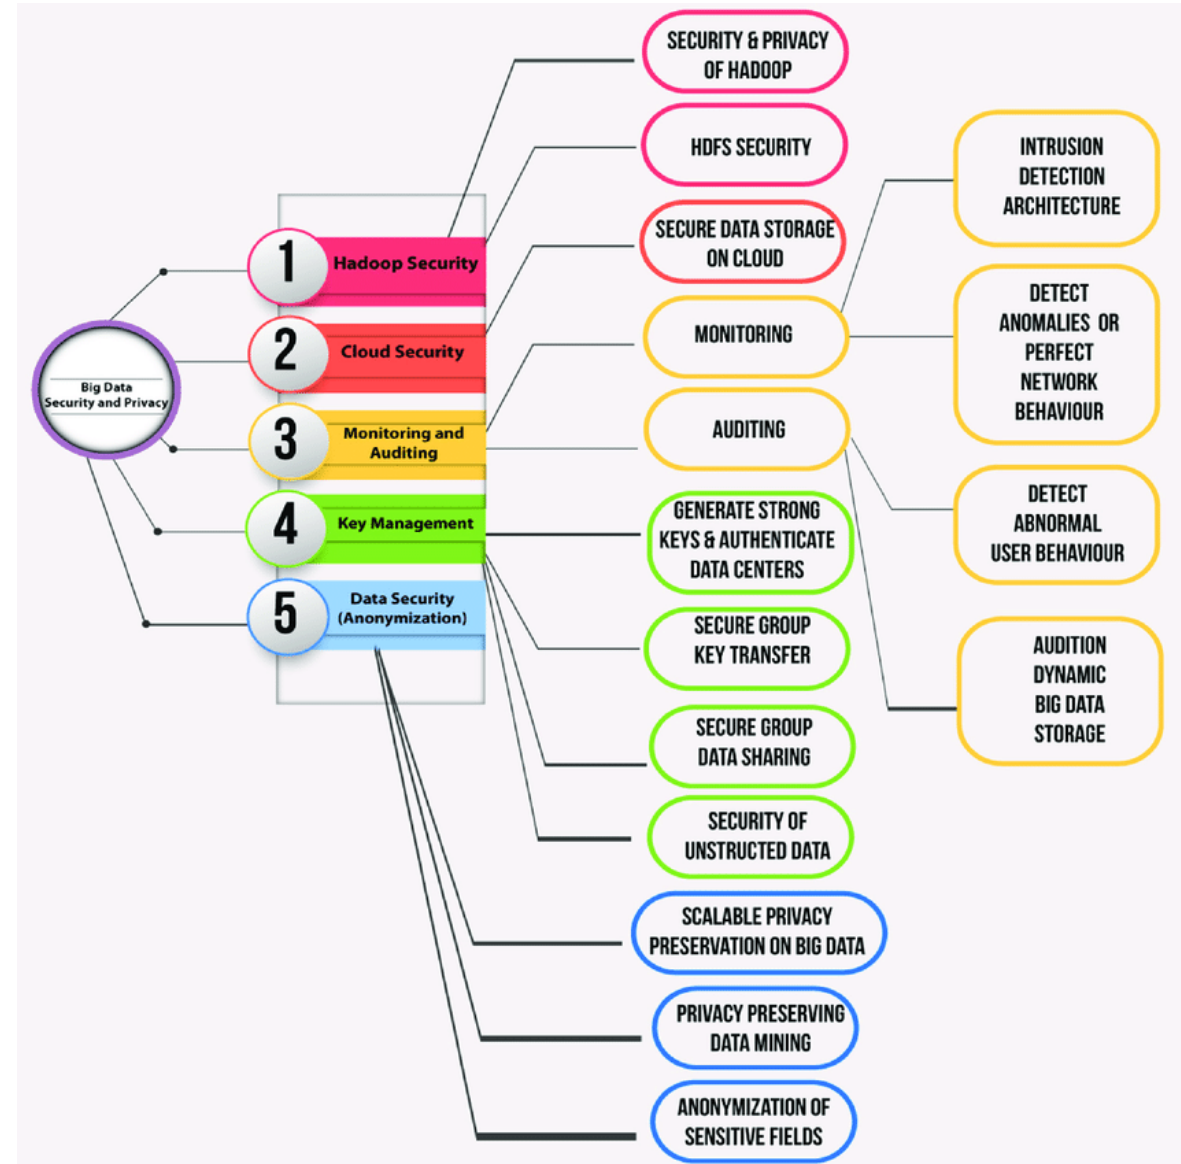 Big Data
Security and Privacy
1
Hadoop Security
2
Cloud Security
3
Monitoring and
Auditing
4
Key Management
5
Data Security
(Anonymization)
SECURITY & PRIVACY
OF HADOOP
HDFS SECURITY
SECURE DATA STORAGE
ON CLOUD
MONITORING
AUDITING
GENERATE STRONG
KEYS & AUTHENTICATE
DATA CENTERS
SECURE GROUP
KEY TRANSFER
SECURE GROUP
DATA SHARING
SECURITY OF
UNSTRUCTED DATA
SCALABLE PRIVACY
PRESERVATION ON BIG DATA
PRIVACY PRESERVING
DATA MINING
ANONYMIZATION OF
SENSITIVE FIELDS
INTRUSION
DETECTION
ARCHITECTURE
DETECT
ANOMALIES OR
PERFECT
NETWORK
BEHAVIOUR
DETECT
ABNORMAL
USER BEHAVIOUR
AUDITION
DYNAMIC
BIG DATA
STORAGE